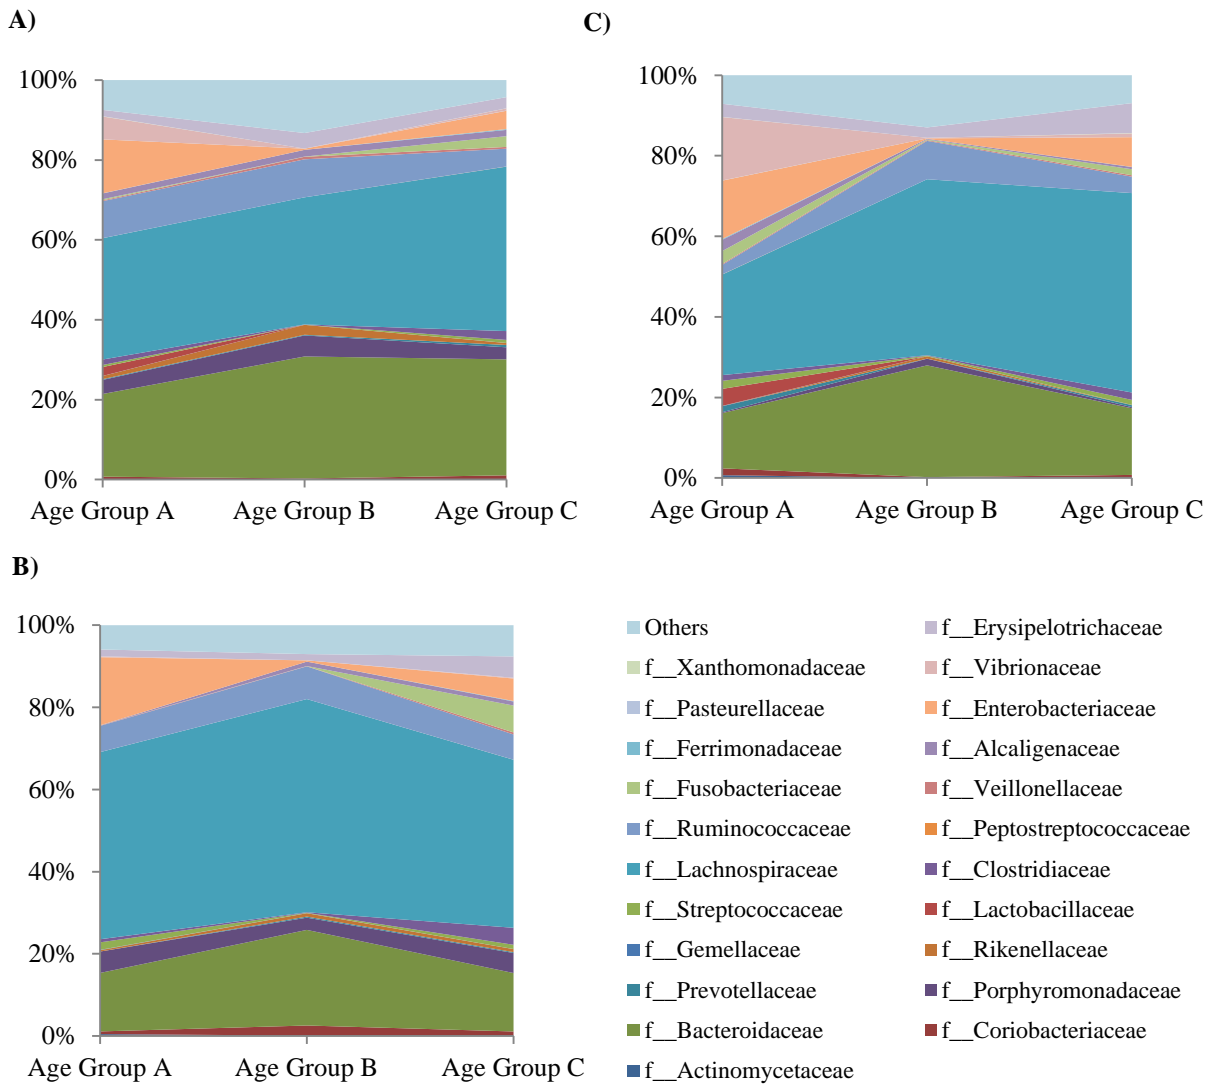 A)
100%
80%
60%
40%
20%
0%
Age Group A Age Group B Age Group C
C)
100%
80%
60%
40%
20%
0%
Age Group A Age Group B Age Group C
B)
100%
80%
60%
40%
20%
0%
Age Group A Age Group B Age Group C
Others f__Erysipelotrichaceae
f__Xanthomonadaceae f__Vibrionaceae
f__Pasteurellaceae f__Enterobacteriaceae
f__Ferrimonadaceae f__Alcaligenaceae
f__Fusobacteriaceae f__Veillonellaceae
f__Ruminococcaceae f__Peptostreptococcaceae
f__Lachnospiraceae f__Clostridiaceae
f__Streptococcaceae f__Lactobacillaceae
f__Gemellaceae f__Rikenellaceae
f__Prevotellaceae f__Porphyromonadaceae
f__Bacteroidaceae f__Coriobacteriaceae
f__Actinomycetaceae